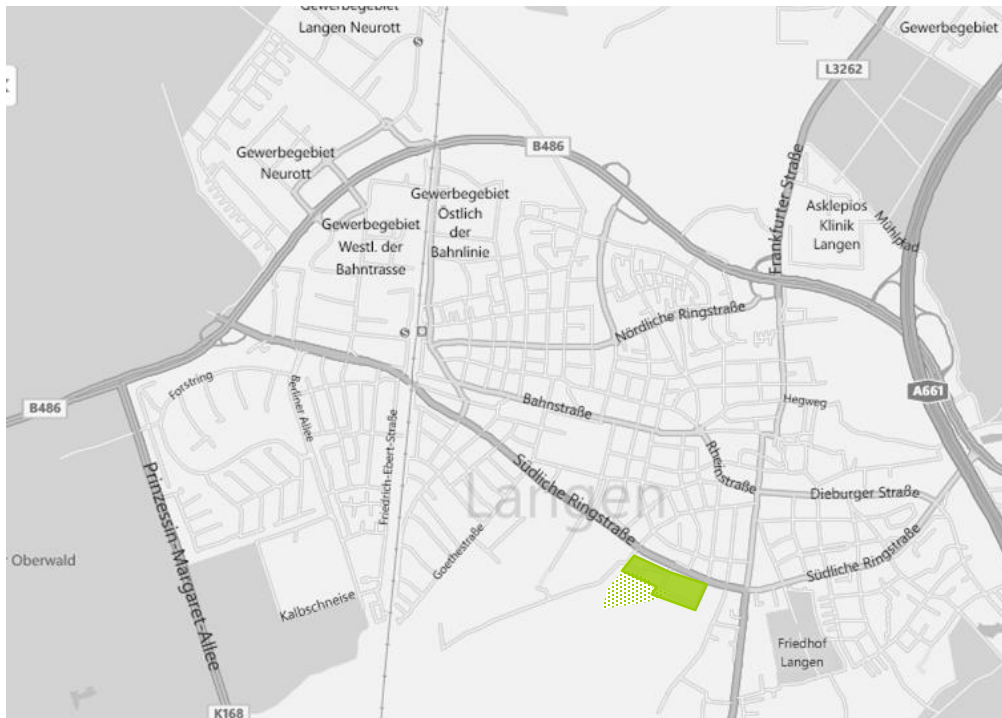 Gewerbegebiet
Langen Neurott
Gewerbegebiet
L3262
B486
Gewerbegebiet
Neurott
Gewerbegebiet
Östlich
der
Bahnlinie
Gewerbegebiet
Westl. der
Bahntrasse
Frankfurter Straße
Asklepios
Klinik
Langen
Mühlpfad
Nördliche Ringstraße
Forstring
Berliner Allee
B486
A661
Hegweg
Bahnstraße
Rheinstraße
Friedrich-Ebert-Straße
Prinzessin-Margaret-Allee
Südliche Ringstraße
Langen
Dieburger Straße
Goethestraße
Oberwald
Südliche Ringstraße
Kalbschneise
Friedhof
Langen
K168